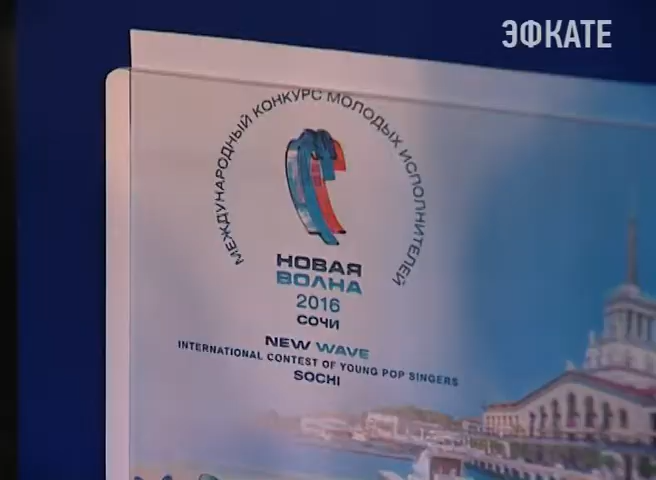 ЭФКАТЕ
МЕЖДУНАРОДНЫЙ КОНКУРС МОЛОДЫХ ИСПОЛНИТЕЛЕЙ
НОВАЯ
ВОЛНА
2016
СОЧИ
NEW WAVE
INTERNATIONAL CONTEST OF YOUNG POP SINGERS
SOCHI